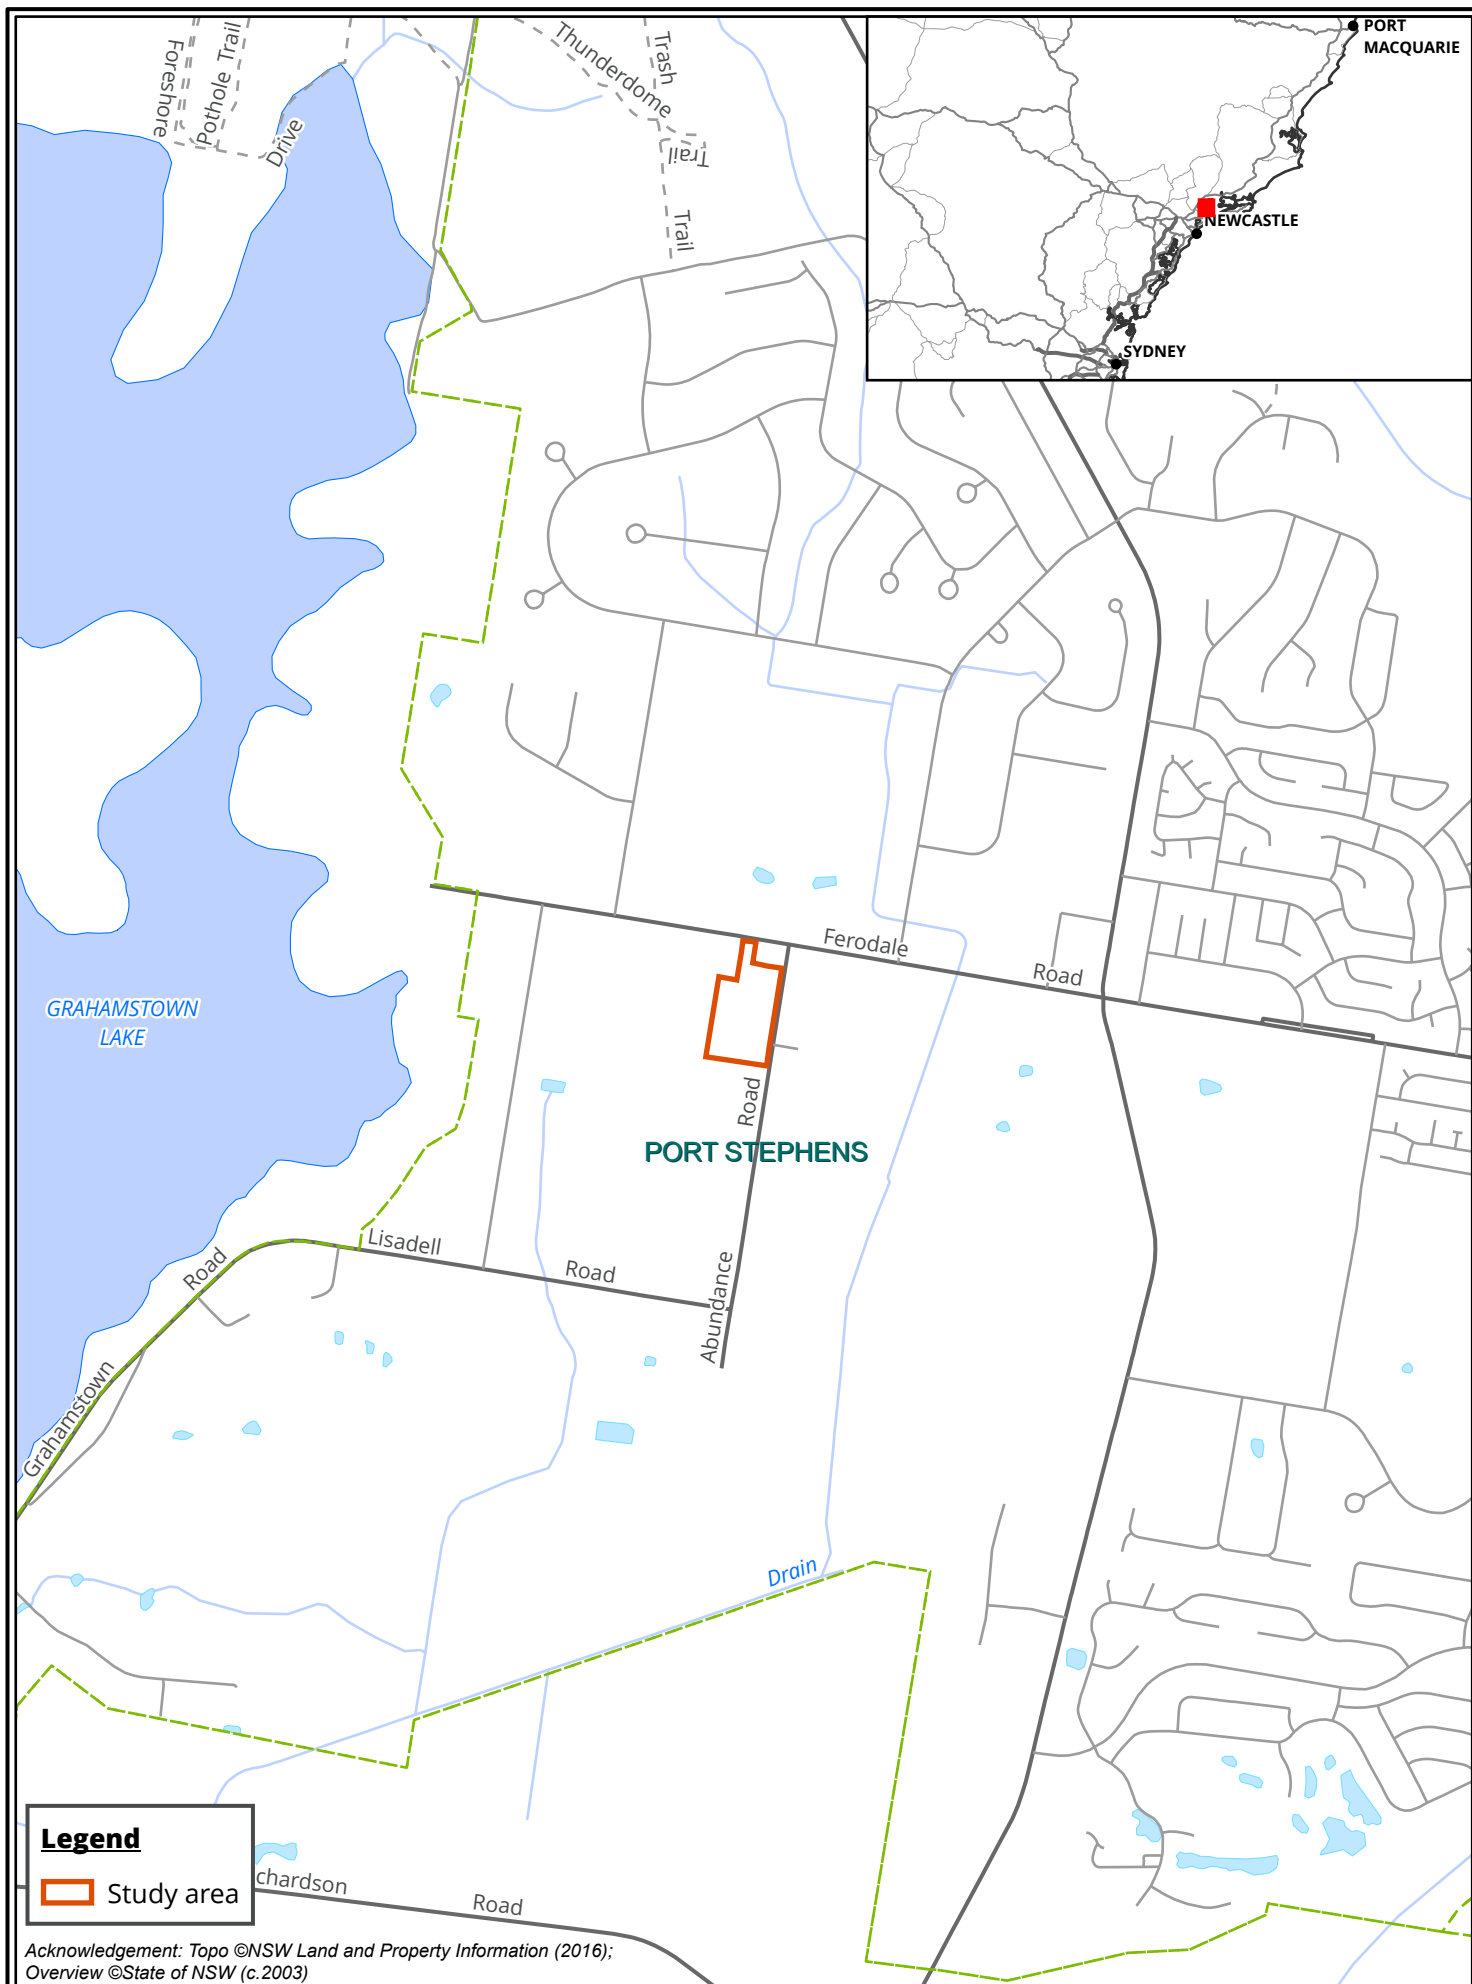 Foreshore
Pothole Trail
Drive
Thunderdome
Trash
Trail
Trail
PORT
MACQUARIE
NEWCASTLE
SYDNEY
Ferodale
Road
GRAHAMSTOWN
LAKE
Road
PORT STEPHENS
Lisadell
Road
Road
Abundance
Grahamstown
Drain
Legend
Study area
chardson
Road
Acknowledgement: Topo ©NSW Land and Property Information (2016);
Overview ©State of NSW (c.2003)